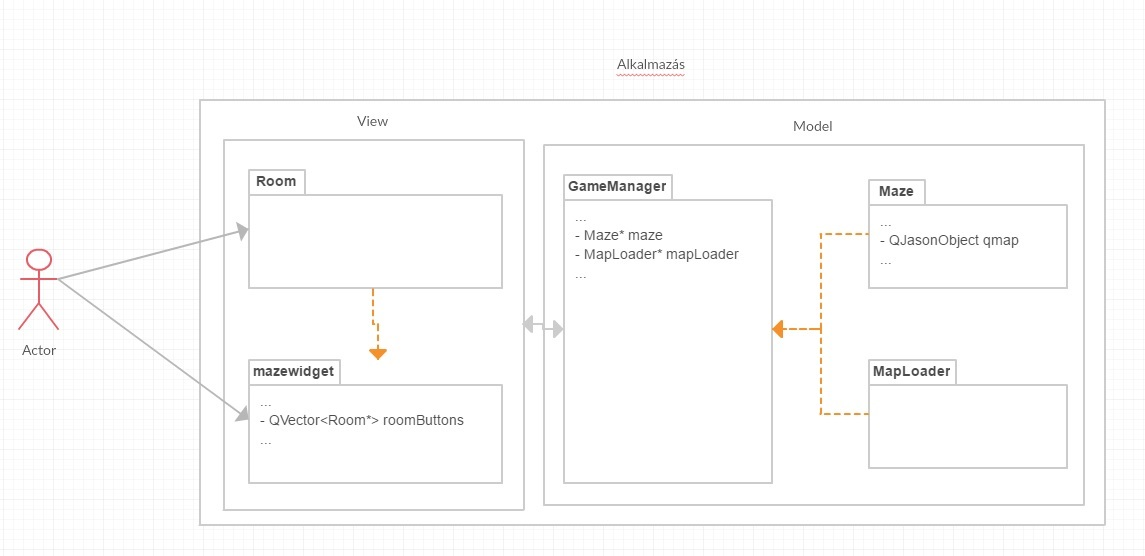 Alkalmazás
View
Model
Room
GameManager
...
- Maze* maze
- MapLoader* mapLoader
...
Maze
...
- QJasonObject qmap
...
Actor
mazewidget
...
- QVector<Room*> roomButtons
...
MapLoader